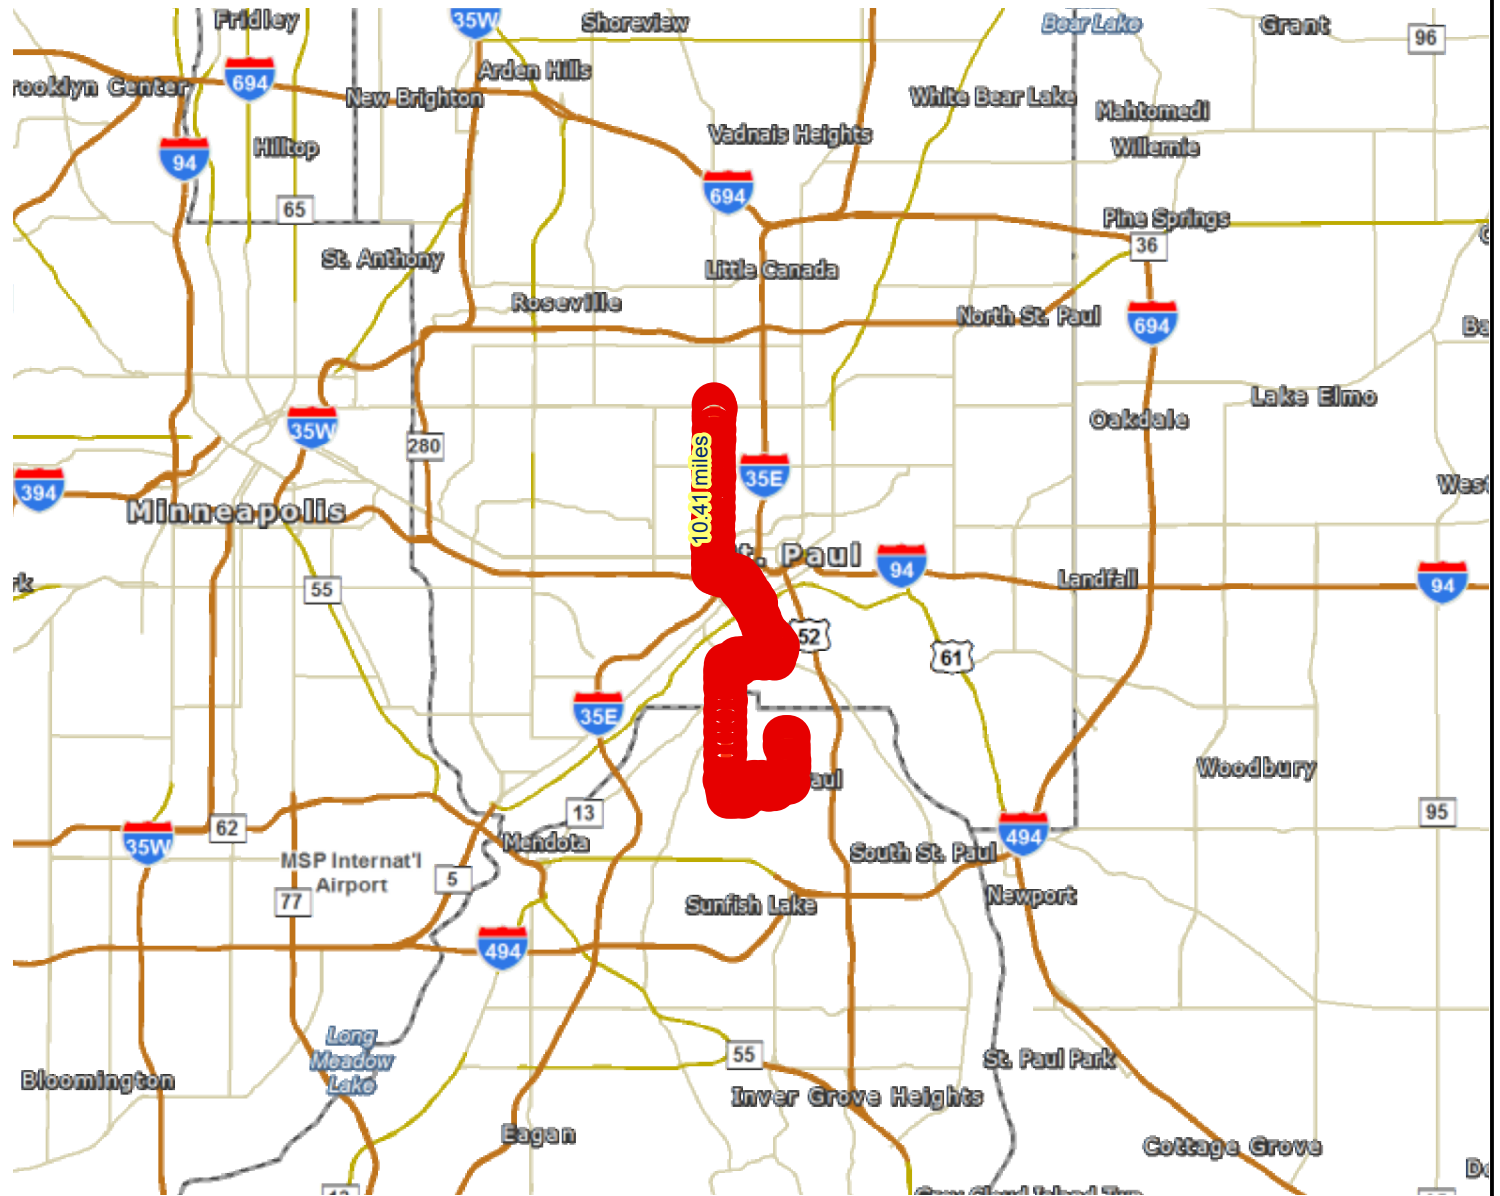 Fridley
35W
Shoreview
Bear Lake
Grant
96
rooklyn Center
694
Arden Hills
New Brighton
White Bear Lake
Mahtomedi
Vadnais Heights
94
Hilltop
Willernie
694
65
Pine Springs
36
St. Anthony
Little Canada
Roseville
North St. Paul
694
Lake Elmo
Oakdale
35W
280
10.41 miles
35E
394
West
Minneapolis
t. Paul
94
Landfall
94
rk
55
52
61
35E
Woodbury
aul
13
95
62
35W
Mendota
494
MSP Internat'l
Airport
South St. Paul
5
77
Newport
Sunfish Lake
494
Long
Meadow
Lake
55
St. Paul Park
Bloomington
Inver Grove Heights
Eagan
Cottage Grove